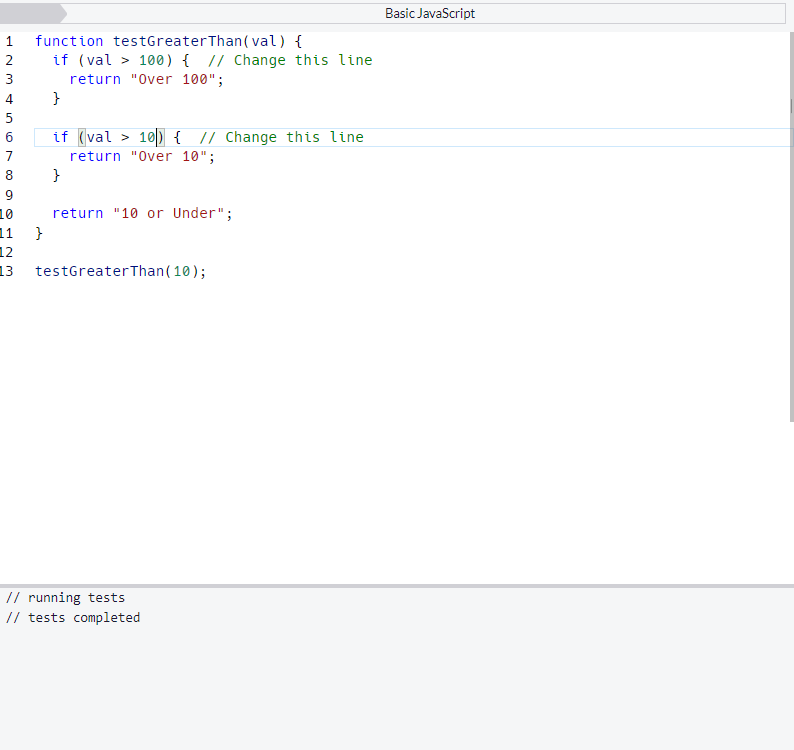 Basic JavaScript
1 function testGreaterThan(val) {
2   if (val > 100) {  // Change this line
3     return "Over 100";
4   }
5
6   if (val > 10) {  // Change this line
7     return "Over 10";
8   }
9
10   return "10 or Under";
11 }
12
13 testGreaterThan(10);
// running tests
// tests completed